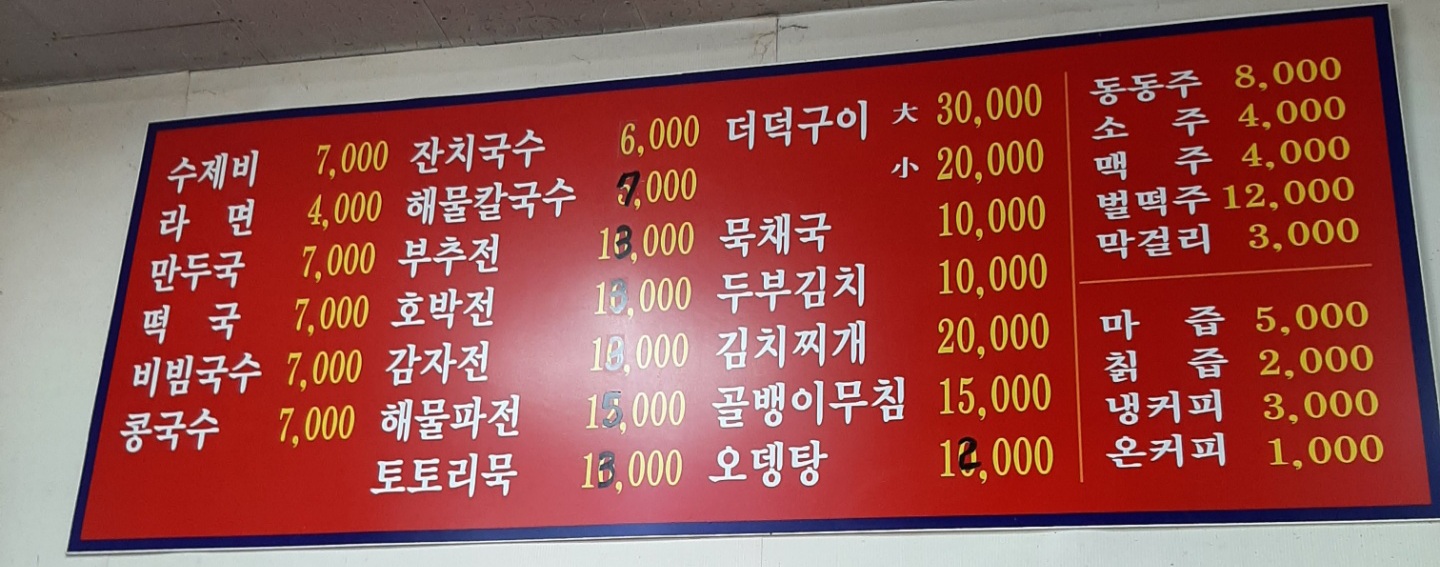 수제비 7,000
라 면 4,000
만두국 7,000
떡 국 7,000
비빔국수 7,000
콩국수 7,000
잔치국수 6,000
해물칼국수 7,000
부추전 13,000
호박전 13,000
감자전 13,000
해물파전 15,000
토토리묵 13,000
더덕구이 大 30,000
小 20,000
묵채국 10,000
두부김치 10,000
김치찌개 20,000
골뱅이무침 15,000
오뎅탕 12,000
동동주 8,000
소 주 4,000
맥 주 4,000
벌떡주 12,000
막걸리 3,000
마 즙 5,000
칡 즙 2,000
냉커피 3,000
온커피 1,000